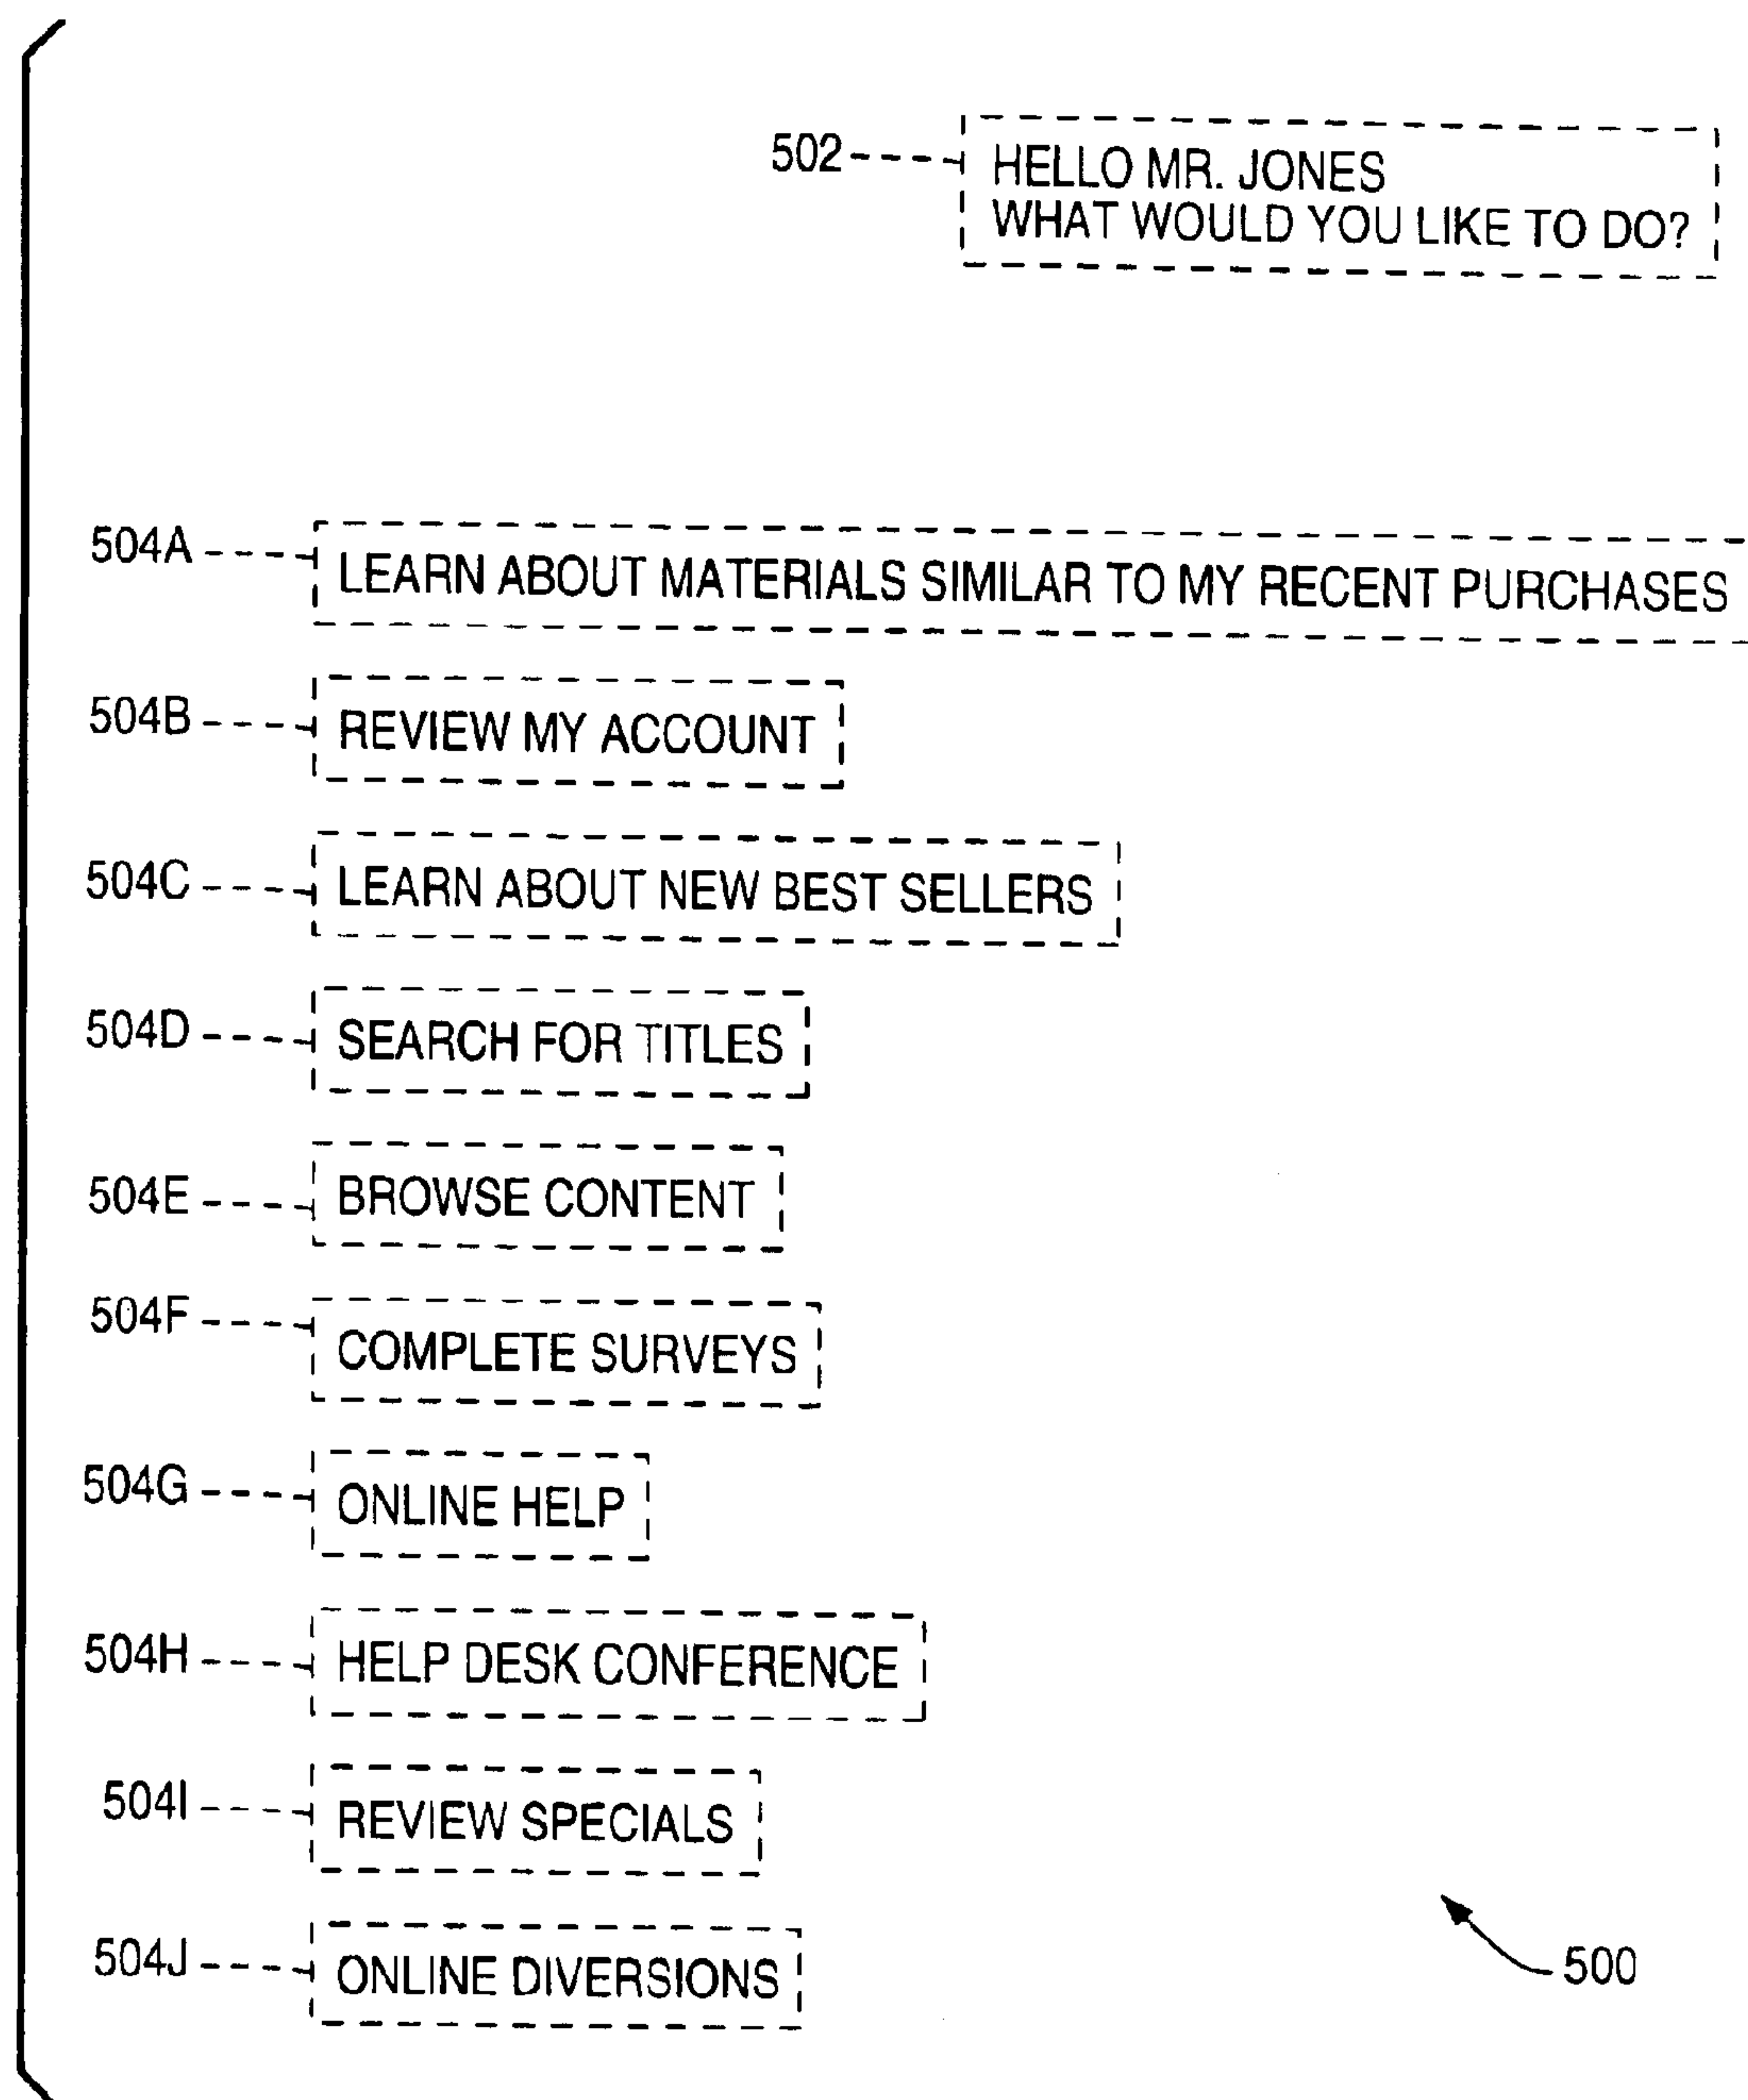 502 HELLO MR. JONES
WHAT WOULD YOU LIKE TO DO?
504A LEARN ABOUT MATERIALS SIMILAR TO MY RECENT PURCHASES
504B REVIEW MY ACCOUNT
504C LEARN ABOUT NEW BEST SELLERS
504D SEARCH FOR TITLES
504E BROWSE CONTENT
504F COMPLETE SURVEYS
504G ONLINE HELP
504H HELP DESK CONFERENCE
504I REVIEW SPECIALS
504J ONLINE DIVERSIONS
500